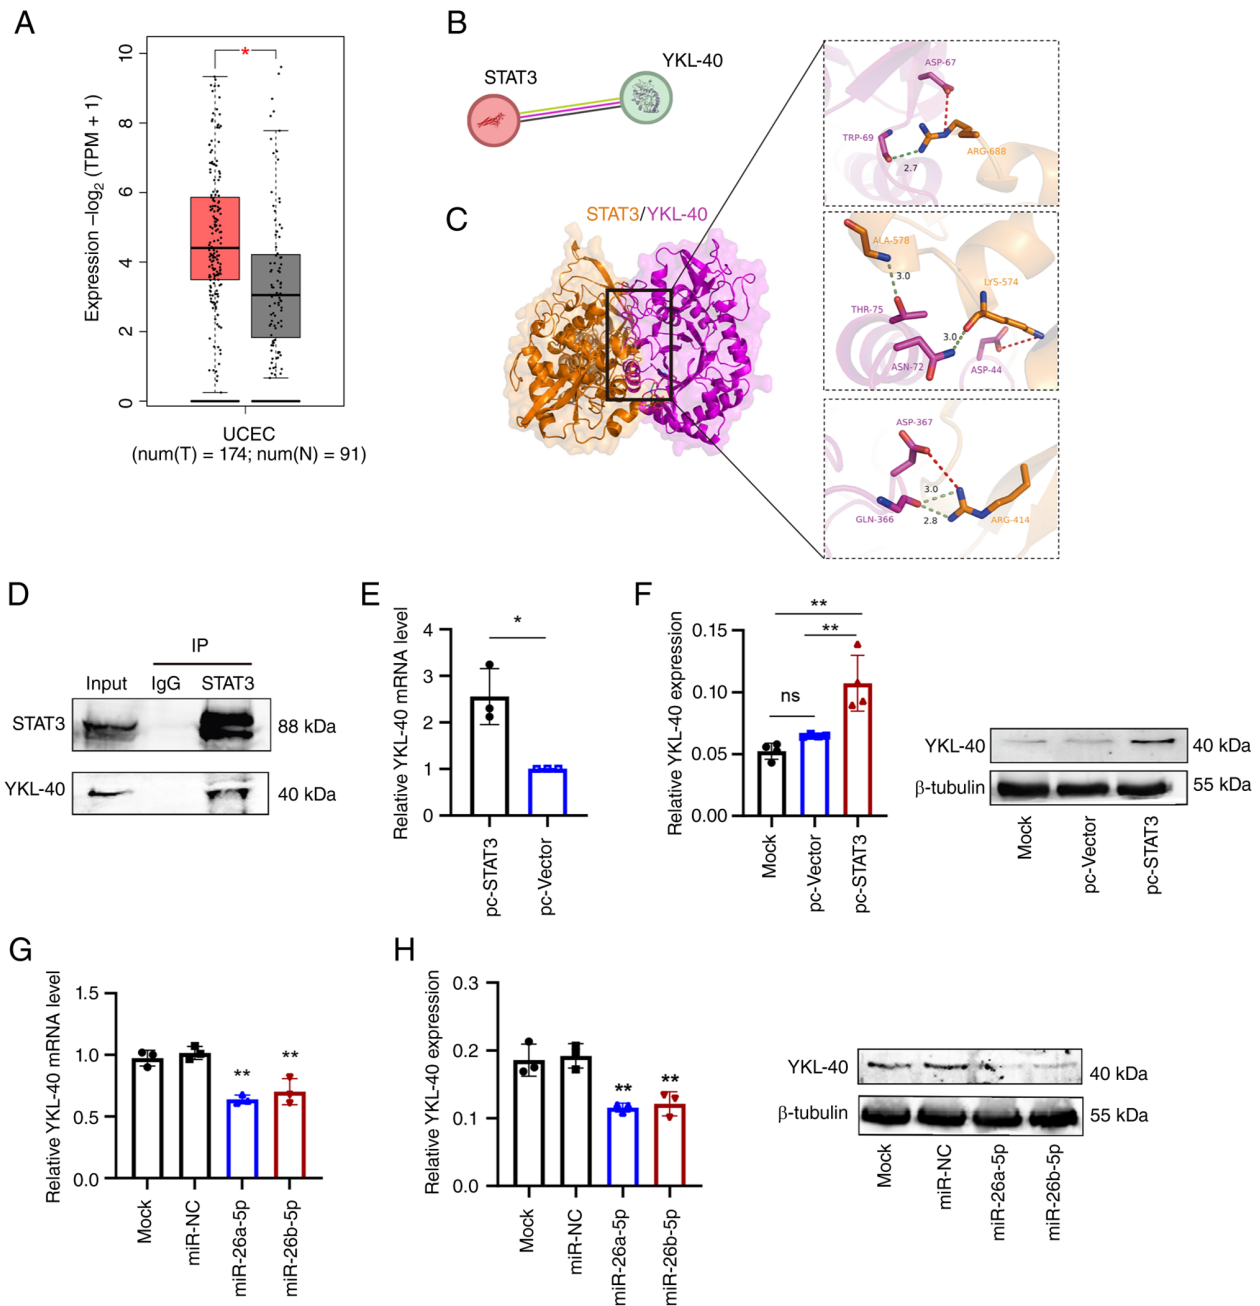 A
Expression –log2 (TPM + 1)
10
8
6
4
2
0
*
UCEC
(num(T) = 174; num(N) = 91)
B
STAT3
YKL-40
C
STAT3/YKL-40
ASP-67
TRP-69
ARG-688
2.7
ALA-578
3.0
LYS-574
THR-75
3.0
ASN-72
ASP-44
ASP-367
3.0
GLN-366
2.8
ARG-414
D
IP
Input
IgG
STAT3
STAT3
88 kDa
YKL-40
40 kDa
E
Relative YKL-40 mRNA level
4
3
2
1
0
*
pc-STAT3
pc-Vector
F
Relative YKL-40 expression
0.15
0.10
0.05
0.00
**
**
ns
Mock
pc-Vector
pc-STAT3
YKL-40
40 kDa
β-tubulin
55 kDa
Mock
pc-Vector
pc-STAT3
G
Relative YKL-40 mRNA level
1.5
1.0
0.5
0.0
**
**
Mock
miR-NC
miR-26a-5p
miR-26b-5p
H
Relative YKL-40 expression
0.3
0.2
0.1
0.0
**
**
Mock
miR-NC
miR-26a-5p
miR-26b-5p
YKL-40
40 kDa
β-tubulin
55 kDa
Mock
miR-NC
miR-26a-5p
miR-26b-5p